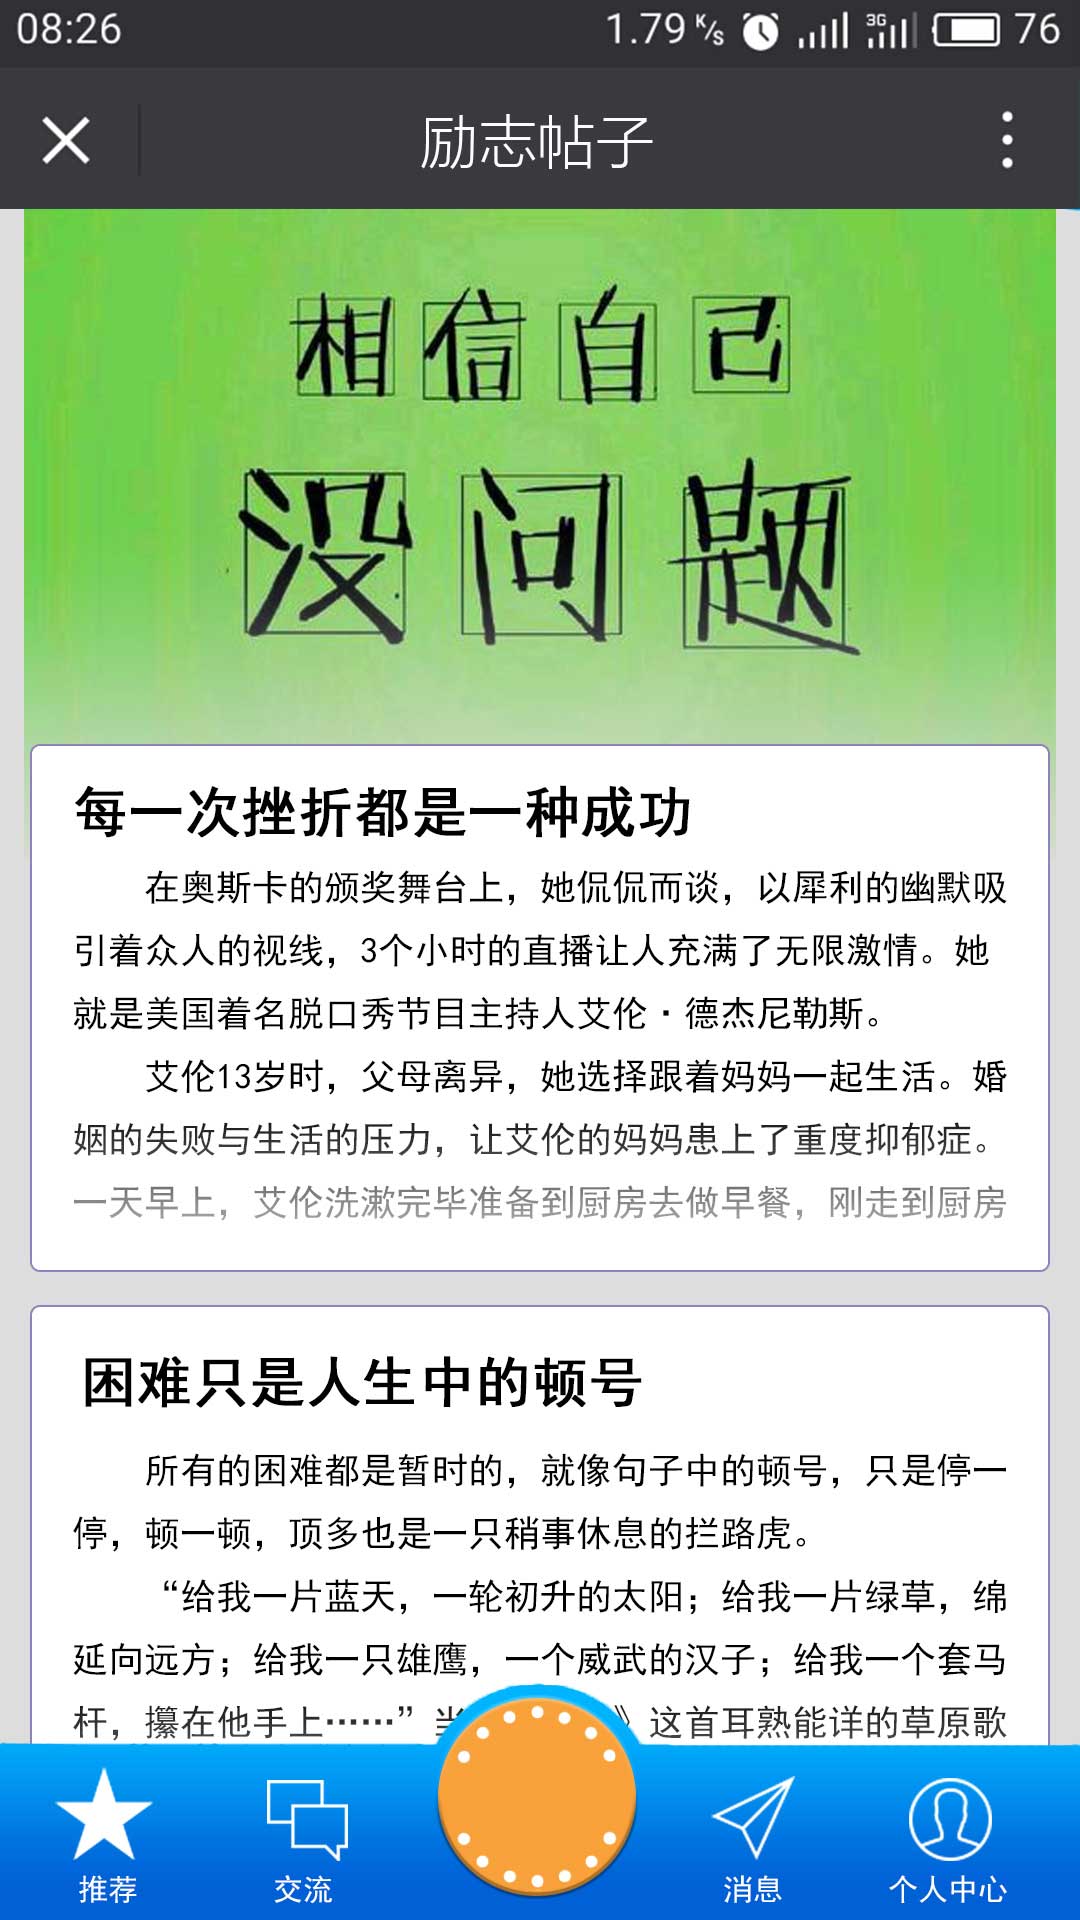 08:26 1.79 K/s 3G 76
励志帖子
相信自己
没问题
每一次挫折都是一种成功
在奥斯卡的颁奖舞台上，她侃侃而谈，以犀利的幽默吸
引着众人的视线，3个小时的直播让人充满了无限激情。她
就是美国着名脱口秀节目主持人艾伦·德杰尼勒斯。
艾伦13岁时，父母离异，她选择跟着妈妈一起生活。婚
姻的失败与生活的压力，让艾伦的妈妈患上了重度抑郁症。
一天早上，艾伦洗漱完毕准备到厨房去做早餐，刚走到厨房
困难只是人生中的顿号
所有的困难都是暂时的，就像句子中的顿号，只是停一
停，顿一顿，顶多也是一只稍事休息的拦路虎。
“给我一片蓝天，一轮初升的太阳；给我一片绿草，绵
延向远方；给我一只雄鹰，一个威武的汉子；给我一个套马
杆，攥在他手上……”当 》这首耳熟能详的草原歌
推荐 交流 消息 个人中心